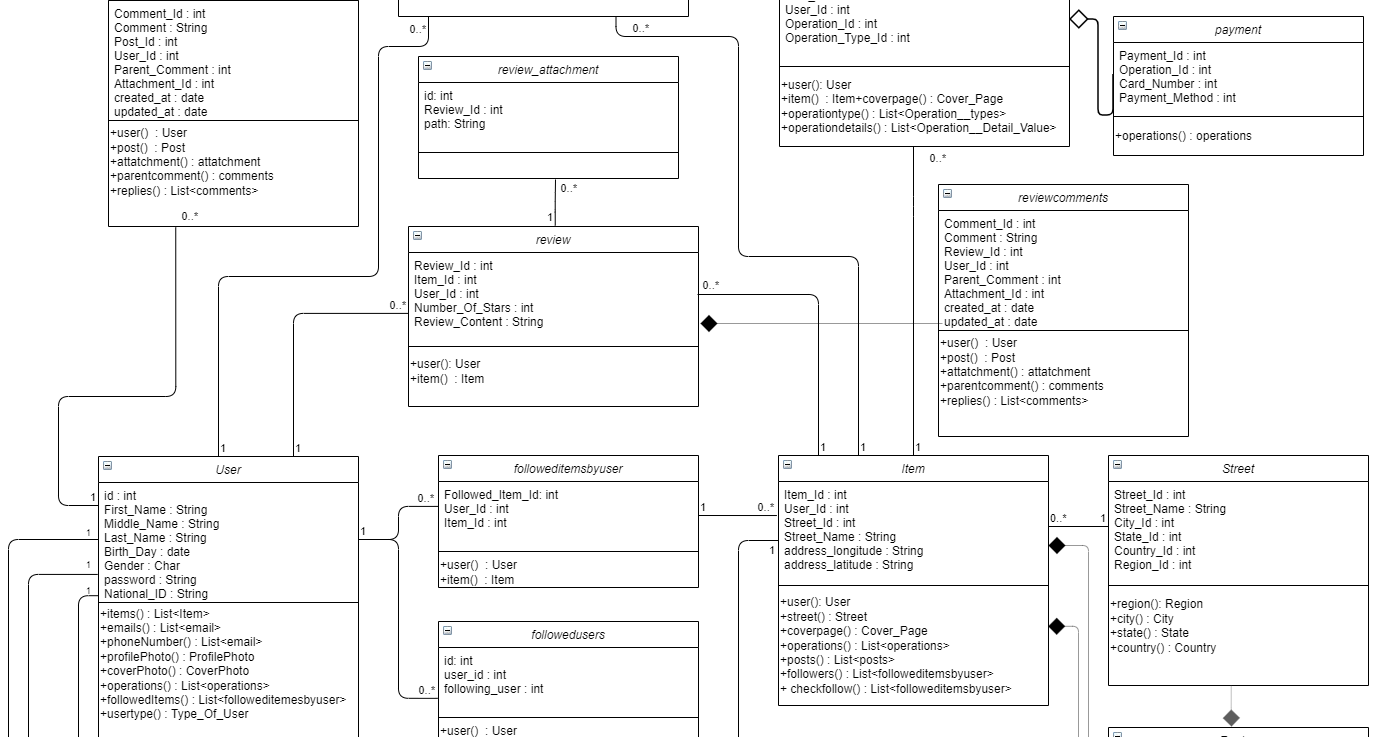 Comment_Id : int
Comment : String
Post_Id : int
User_Id : int
Parent_Comment : int
Attachment_Id : int
created_at : date
updated_at : date
+user()  : User
+post()  : Post
+attatchment() : attatchment
+parentcomment() : comments
+replies() : List<comments>
0..*
0..*
0..*
review_attachment
id: int
Review_Id : int
path: String
0..*
1
User_Id : int
Operation_Id : int
Operation_Type_Id : int
+user(): User
+item()  : Item+coverpage() : Cover_Page
+operationtype() : List<Operation__types>
+operationdetails() : List<Operation__Detail_Value>
0..*
payment
Payment_Id : int
Operation_Id : int
Card_Number : int
Payment_Method : int
+operations() : operations
review
Review_Id : int
Item_Id : int
User_Id : int
Number_Of_Stars : int
Review_Content : String
+user(): User
+item()  : Item
0..*
0..*
reviewcomments
Comment_Id : int
Comment : String
Review_Id : int
User_Id : int
Parent_Comment : int
Attachment_Id : int
created_at : date
updated_at : date
+user()  : User
+post()  : Post
+attatchment() : attatchment
+parentcomment() : comments
+replies() : List<comments>
1
1
1
1
1
User
id : int
First_Name : String
Middle_Name : String
Last_Name : String
Birth_Day : date
Gender : Char
password : String
National_ID : String
+items() : List<Item>
+emails() : List<email>
+phoneNumber() : List<email>
+profilePhoto() : ProfilePhoto
+coverPhoto() : CoverPhoto
+operations() : List<operations>
+followedItems() : List<followeditemesbyuser>
+usertype() : Type_Of_User
1
1
1
1
1
0..*
0..*
followeditemsbyuser
Followed_Item_Id: int
User_Id : int
Item_Id : int
+user()  : User
+item()  : Item
1
0..*
followedusers
id: int
user_id : int
following_user : int
+user()  : User
Item
Item_Id : int
User_Id : int
Street_Id : int
Street_Name : String
address_longitude : String
address_latitude : String
+user(): User
+street() : Street
+coverpage() : Cover_Page
+operations() : List<operations>
+posts() : List<posts>
+followers() : List<followeditemsbyuser>
+ checkfollow() : List<followeditemsbyuser>
1
0..*
1
Street
Street_Id : int
Street_Name : String
City_Id : int
State_Id : int
Country_Id : int
Region_Id : int
+region(): Region
+city() : City
+state() : State
+country() : Country